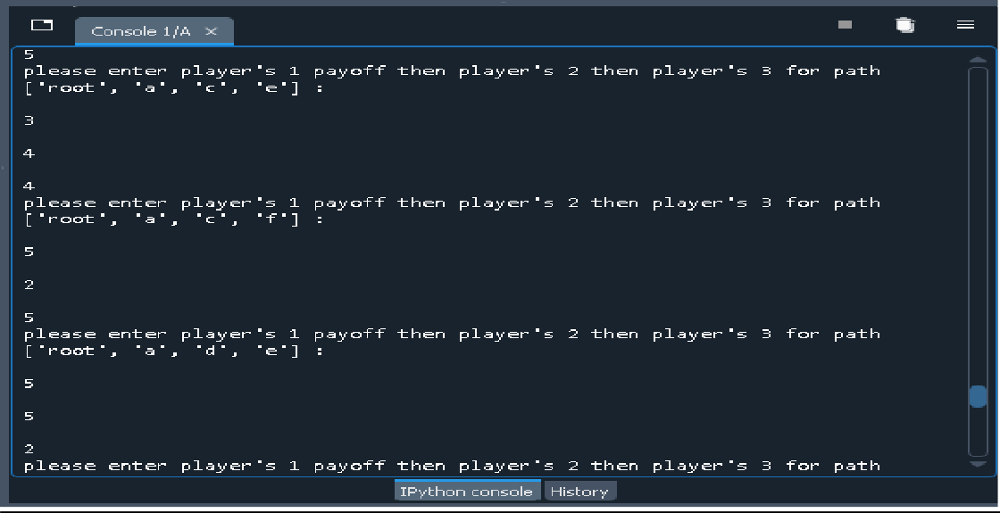 Console 1/A ×
5
please enter player's 1 payoff then player's 2 then player's 3 for path
['root', 'a', 'c', 'e'] :
3
4
4
please enter player's 1 payoff then player's 2 then player's 3 for path
['root', 'a', 'c', 'f'] :
5
2
5
please enter player's 1 payoff then player's 2 then player's 3 for path
['root', 'a', 'd', 'e'] :
5
5
2
please enter player's 1 payoff then player's 2 then player's 3 for path
IPython console History